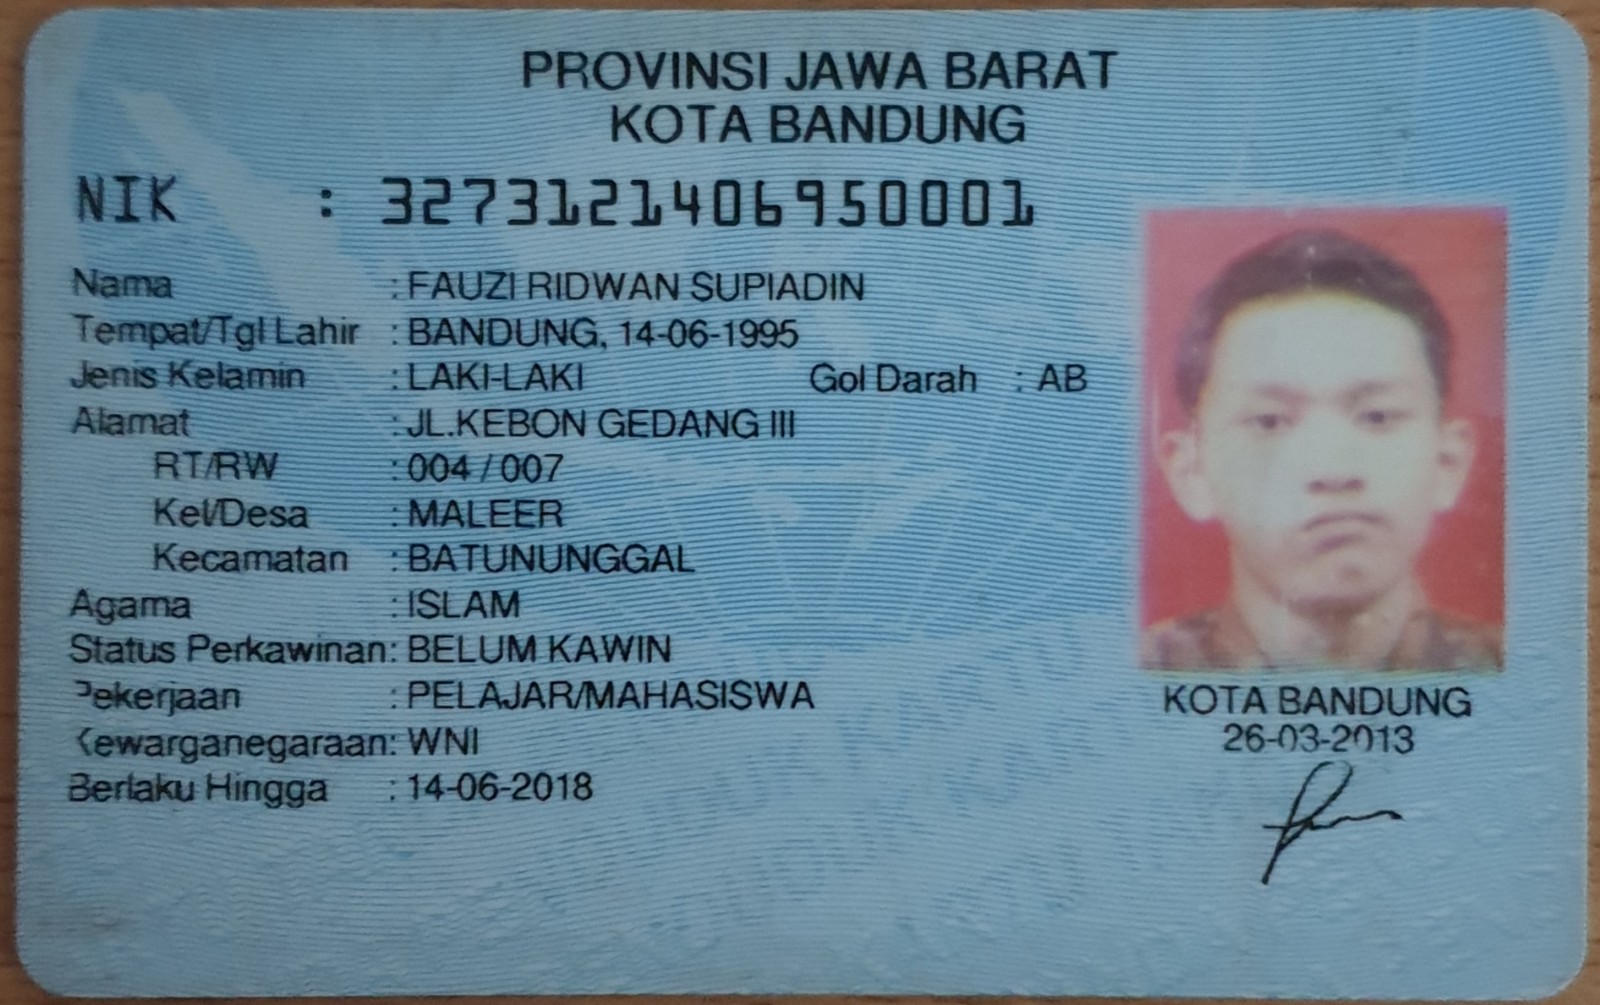 PROVINSI JAWA BARAT
KOTA BANDUNG
NIK : 3273121406950001
Nama : FAUZI RIDWAN SUPIADIN
Tempat/Tgl Lahir : BANDUNG, 14-06-1995
Jenis Kelamin : LAKI-LAKI Gol Darah : AB
Alamat : JL.KEBON GEDANG III
RT/RW : 004 / 007
Kel/Desa : MALEER
Kecamatan : BATUNUNGGAL
Agama : ISLAM
Status Perkawinan: BELUM KAWIN
Pekerjaan : PELAJAR/MAHASISWA
Kewarganegaraan: WNI
Berlaku Hingga : 14-06-2018
KOTA BANDUNG
26-03-2013